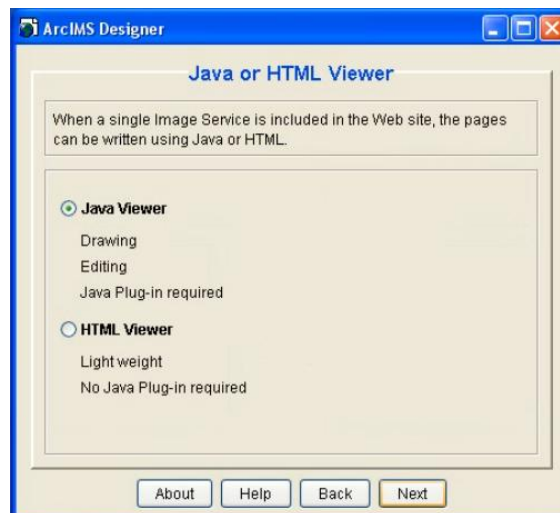 ArcIMS Designer
Java or HTML Viewer
When a single Image Service is included in the Web site, the pages
can be written using Java or HTML.
Java Viewer
Drawing
Editing
Java Plug-in required
HTML Viewer
Light weight
No Java Plug-in required
About Help Back Next